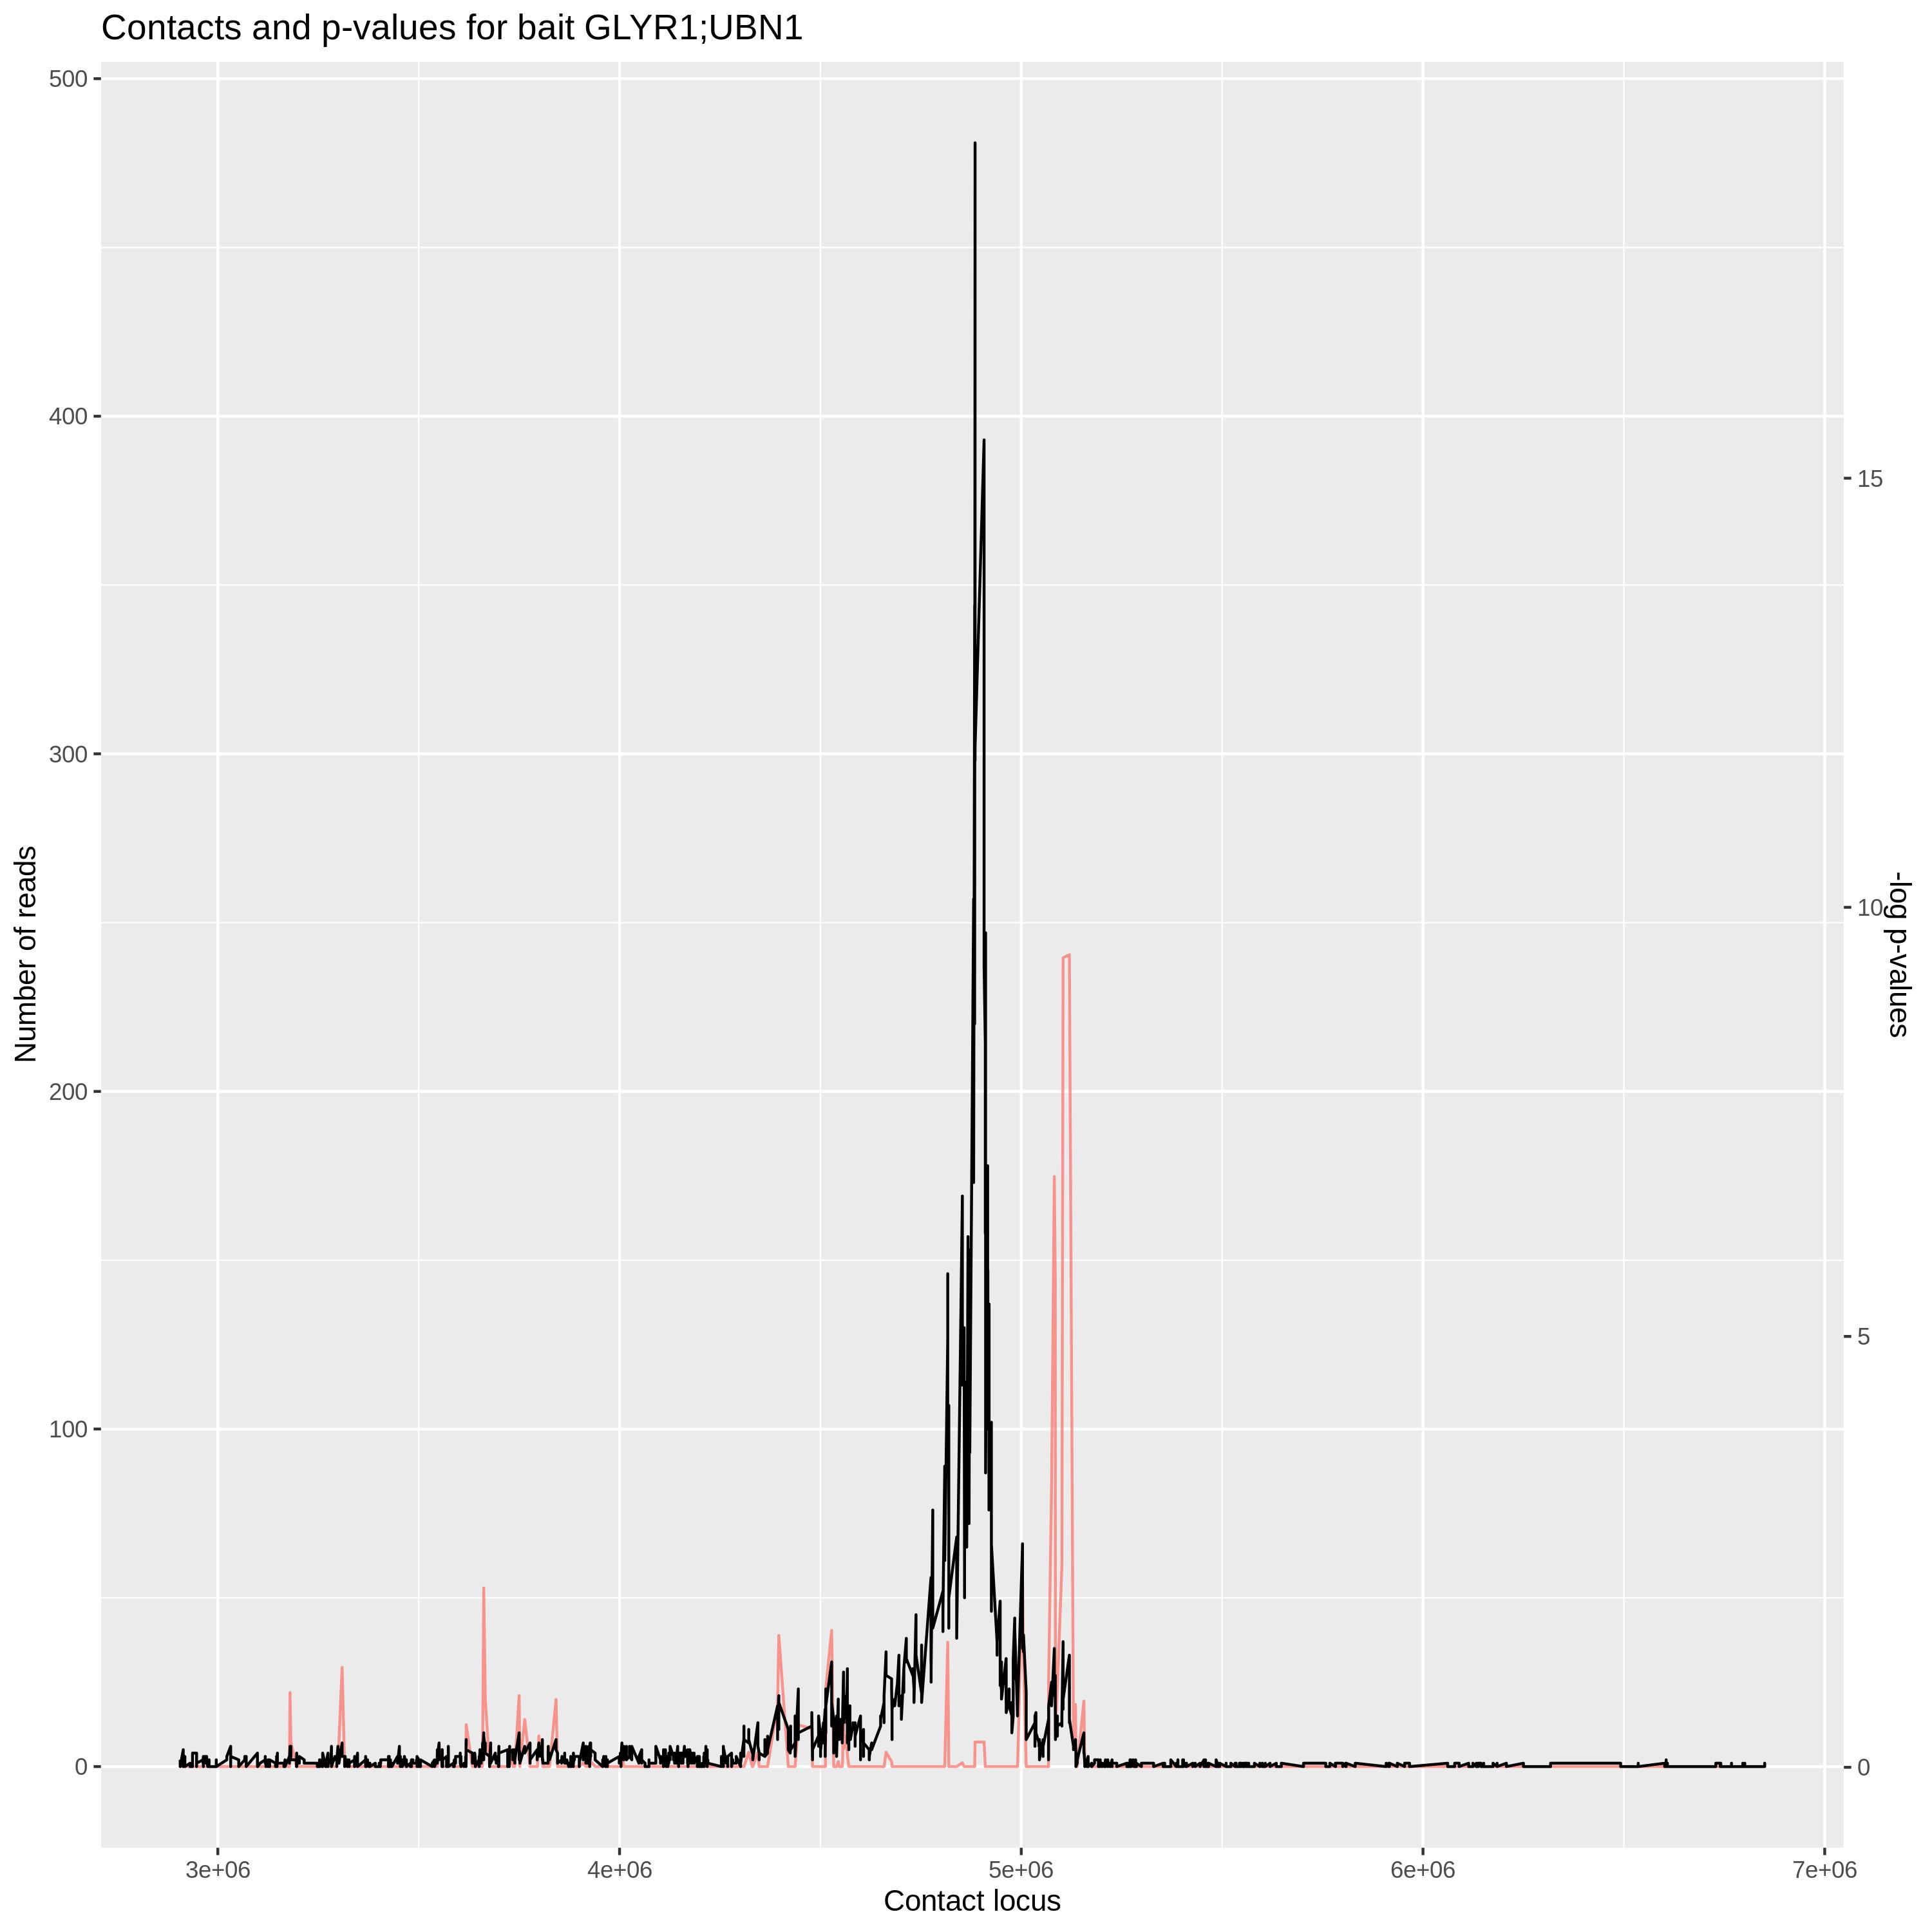 Contacts and p-values for bait GLYR1;UBN1
500
400
300
200
100
0
Number of reads
15
10
5
0
-log p-values
3e+06 4e+06 5e+06 6e+06 7e+06
Contact locus